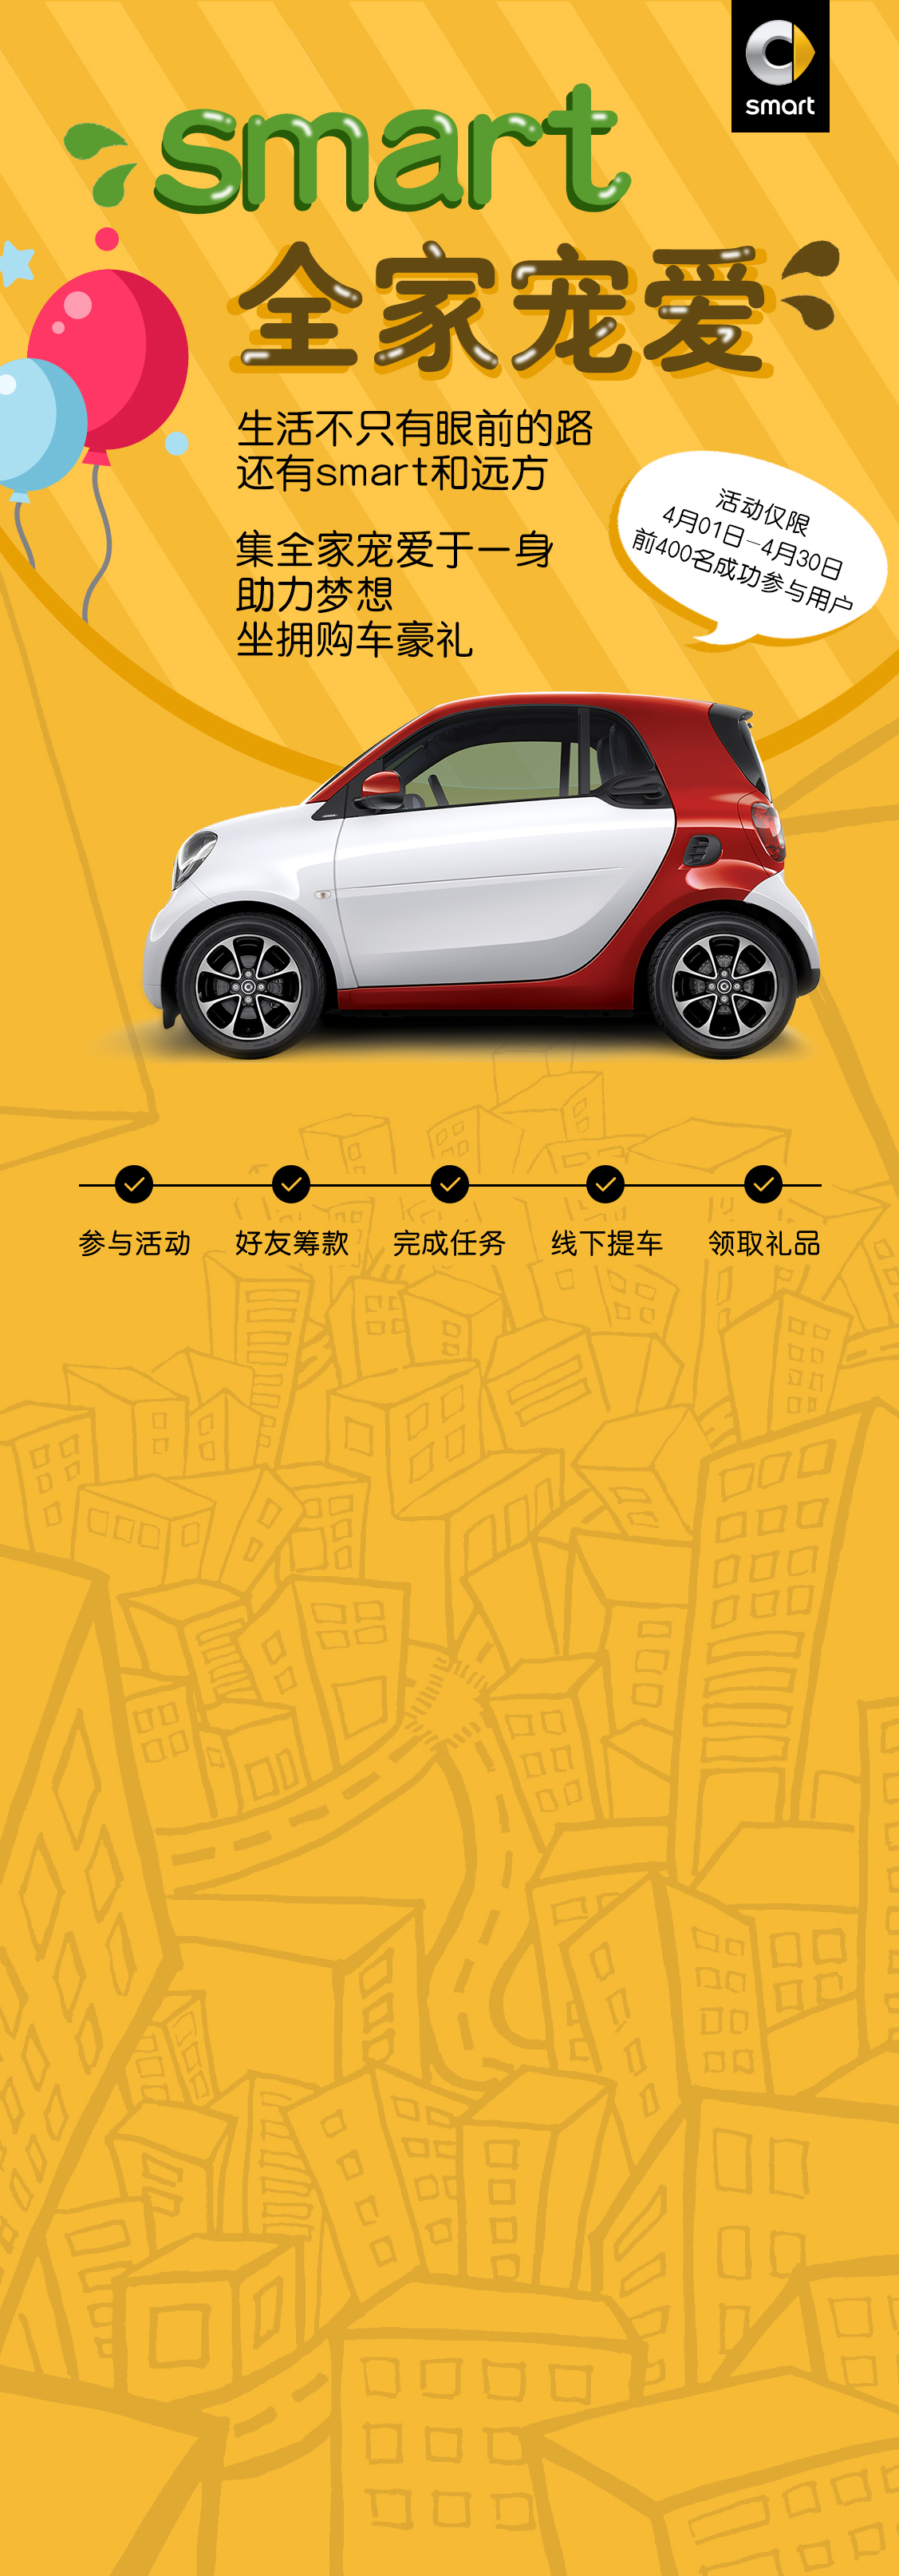 smart
smart
全家宠爱
生活不只有眼前的路
还有smart和远方
集全家宠爱于一身
助力梦想
坐拥购车豪礼
活动仅限
4月01日—4月30日
前400名成功参与用户
参与活动 好友筹款 完成任务 线下提车 领取礼品